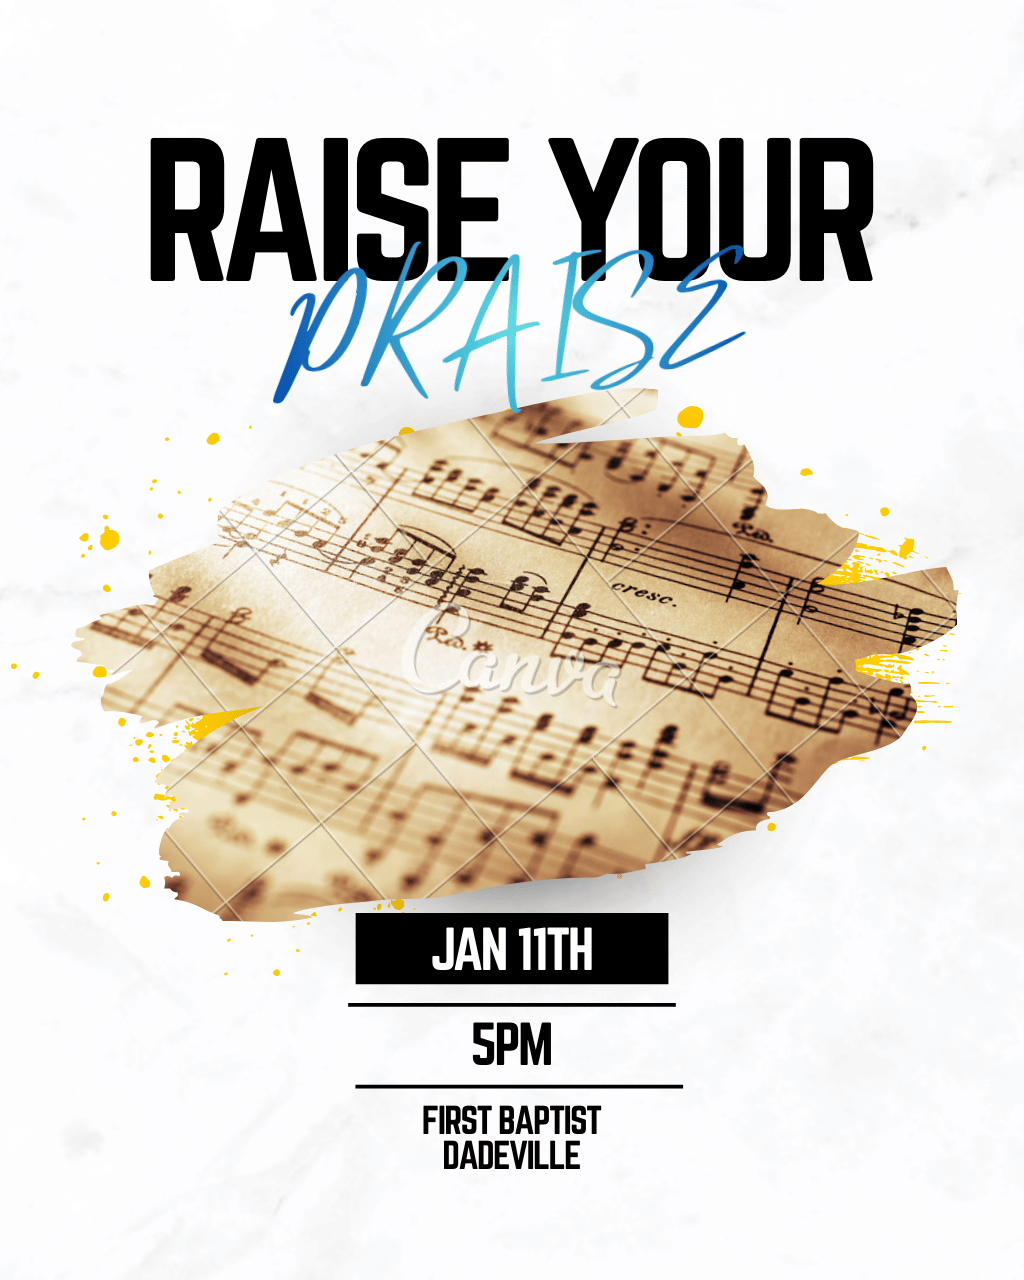 RAISE YOUR
PRAISE
cresc.
Canva
JAN 11TH
5PM
FIRST BAPTIST
DADEVILLE